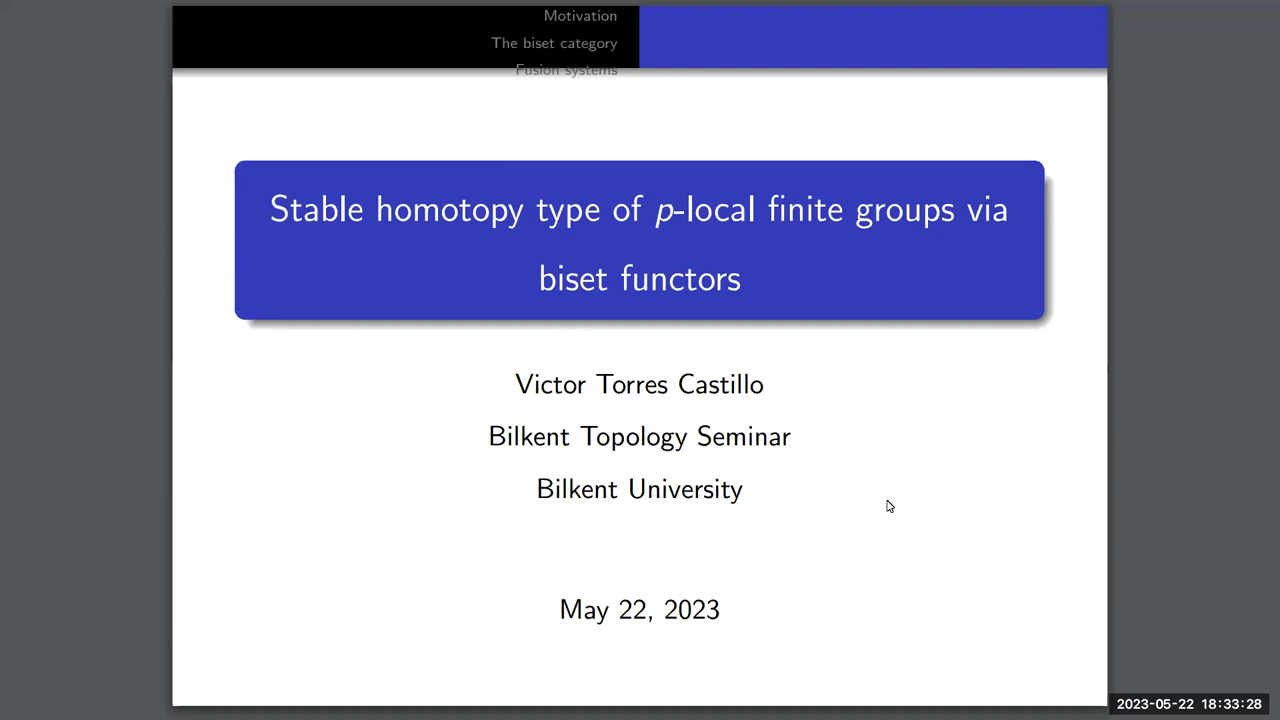 Motivation
The biset category
Fusion systems
Stable homotopy type of p-local finite groups via
biset functors
Victor Torres Castillo
Bilkent Topology Seminar
Bilkent University
May 22, 2023
2023-05-22 18:33:28